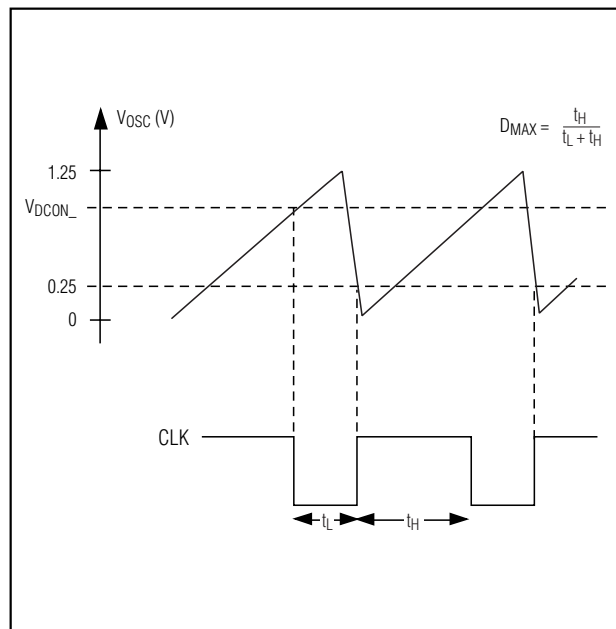 VOSC (V)
DMAX = tH / tL + tH
1.25
VDCON_
0.25
0
CLK
tL
tH